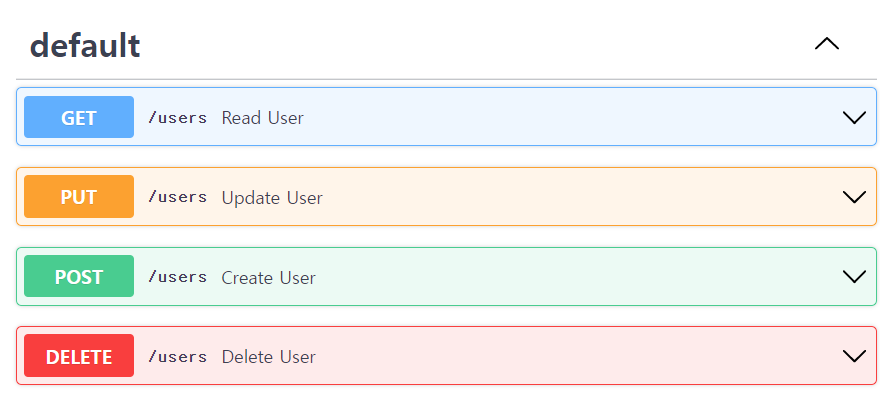 default
GET /users Read User
PUT /users Update User
POST /users Create User
DELETE /users Delete User